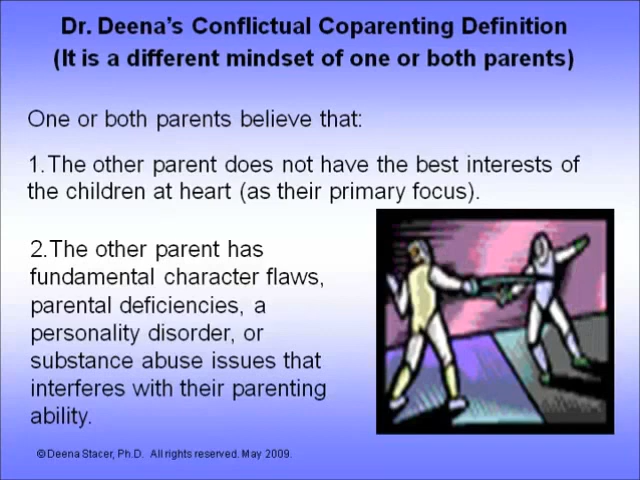 Dr. Deena's Conflictual Coparenting Definition
(It is a different mindset of one or both parents)
One or both parents believe that:
1.The other parent does not have the best interests of
the children at heart (as their primary focus).
2.The other parent has
fundamental character flaws,
parental deficiencies, a
personality disorder, or
substance abuse issues that
interferes with their parenting
ability.
© Deena Stacer, Ph.D. All rights reserved. May 2009.